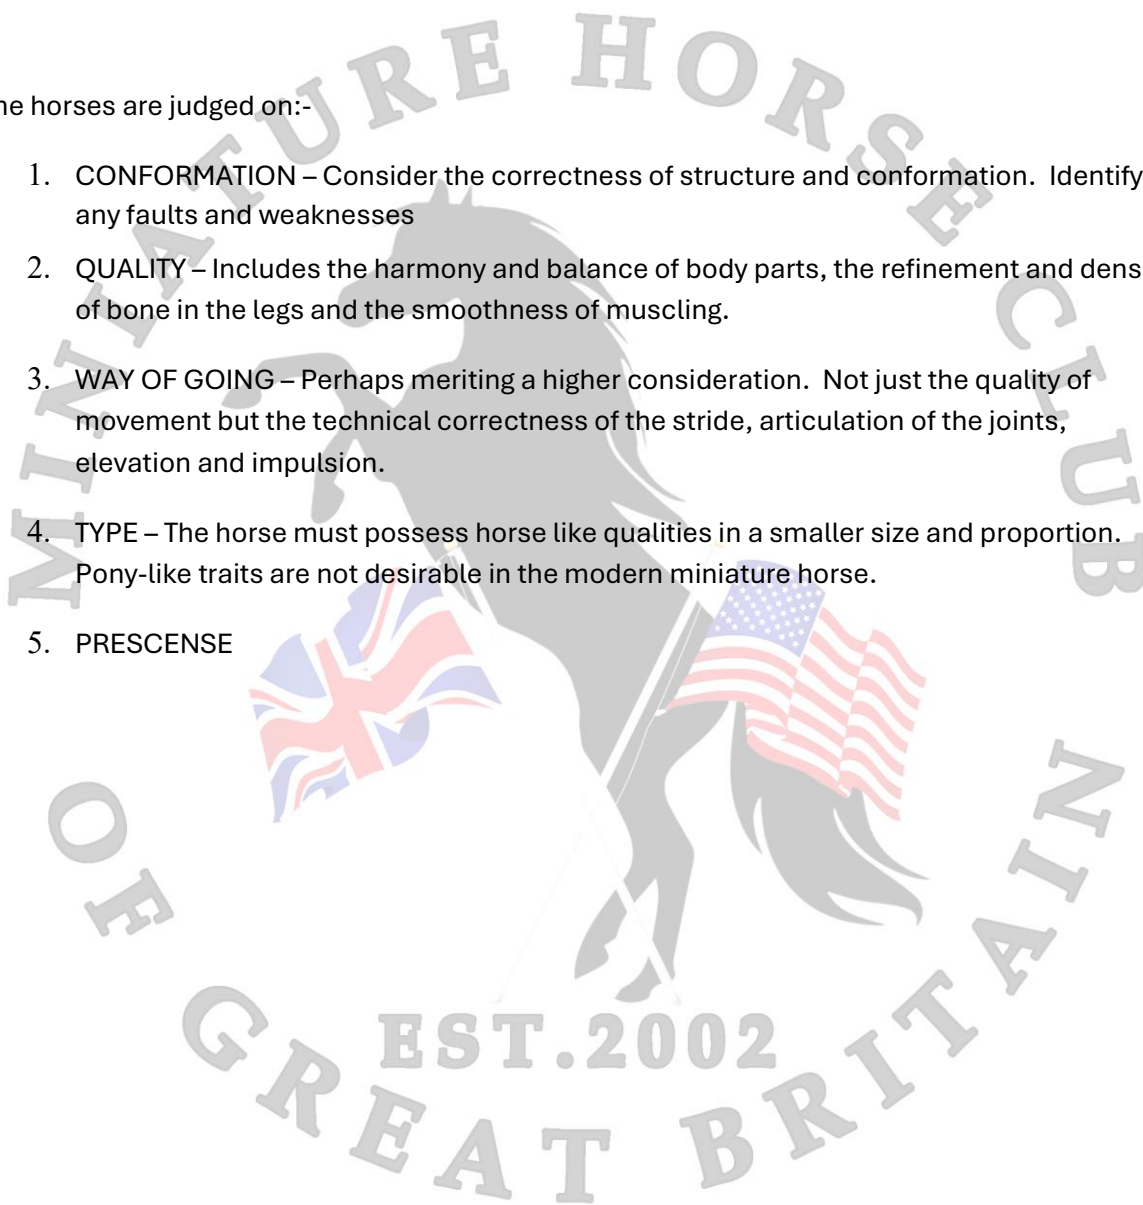 he horses are judged on:-
1. CONFORMATION – Consider the correctness of structure and conformation.  Identify
any faults and weaknesses
2. QUALITY – Includes the harmony and balance of body parts, the refinement and dens
of bone in the legs and the smoothness of muscling.
3. WAY OF GOING – Perhaps meriting a higher consideration.  Not just the quality of
movement but the technical correctness of the stride, articulation of the joints,
elevation and impulsion.
4. TYPE – The horse must possess horse like qualities in a smaller size and proportion.
Pony-like traits are not desirable in the modern miniature horse.
5. PRESCENSE
MINIATURE HORSE CLUB
OF GREAT BRITAIN
EST.2002